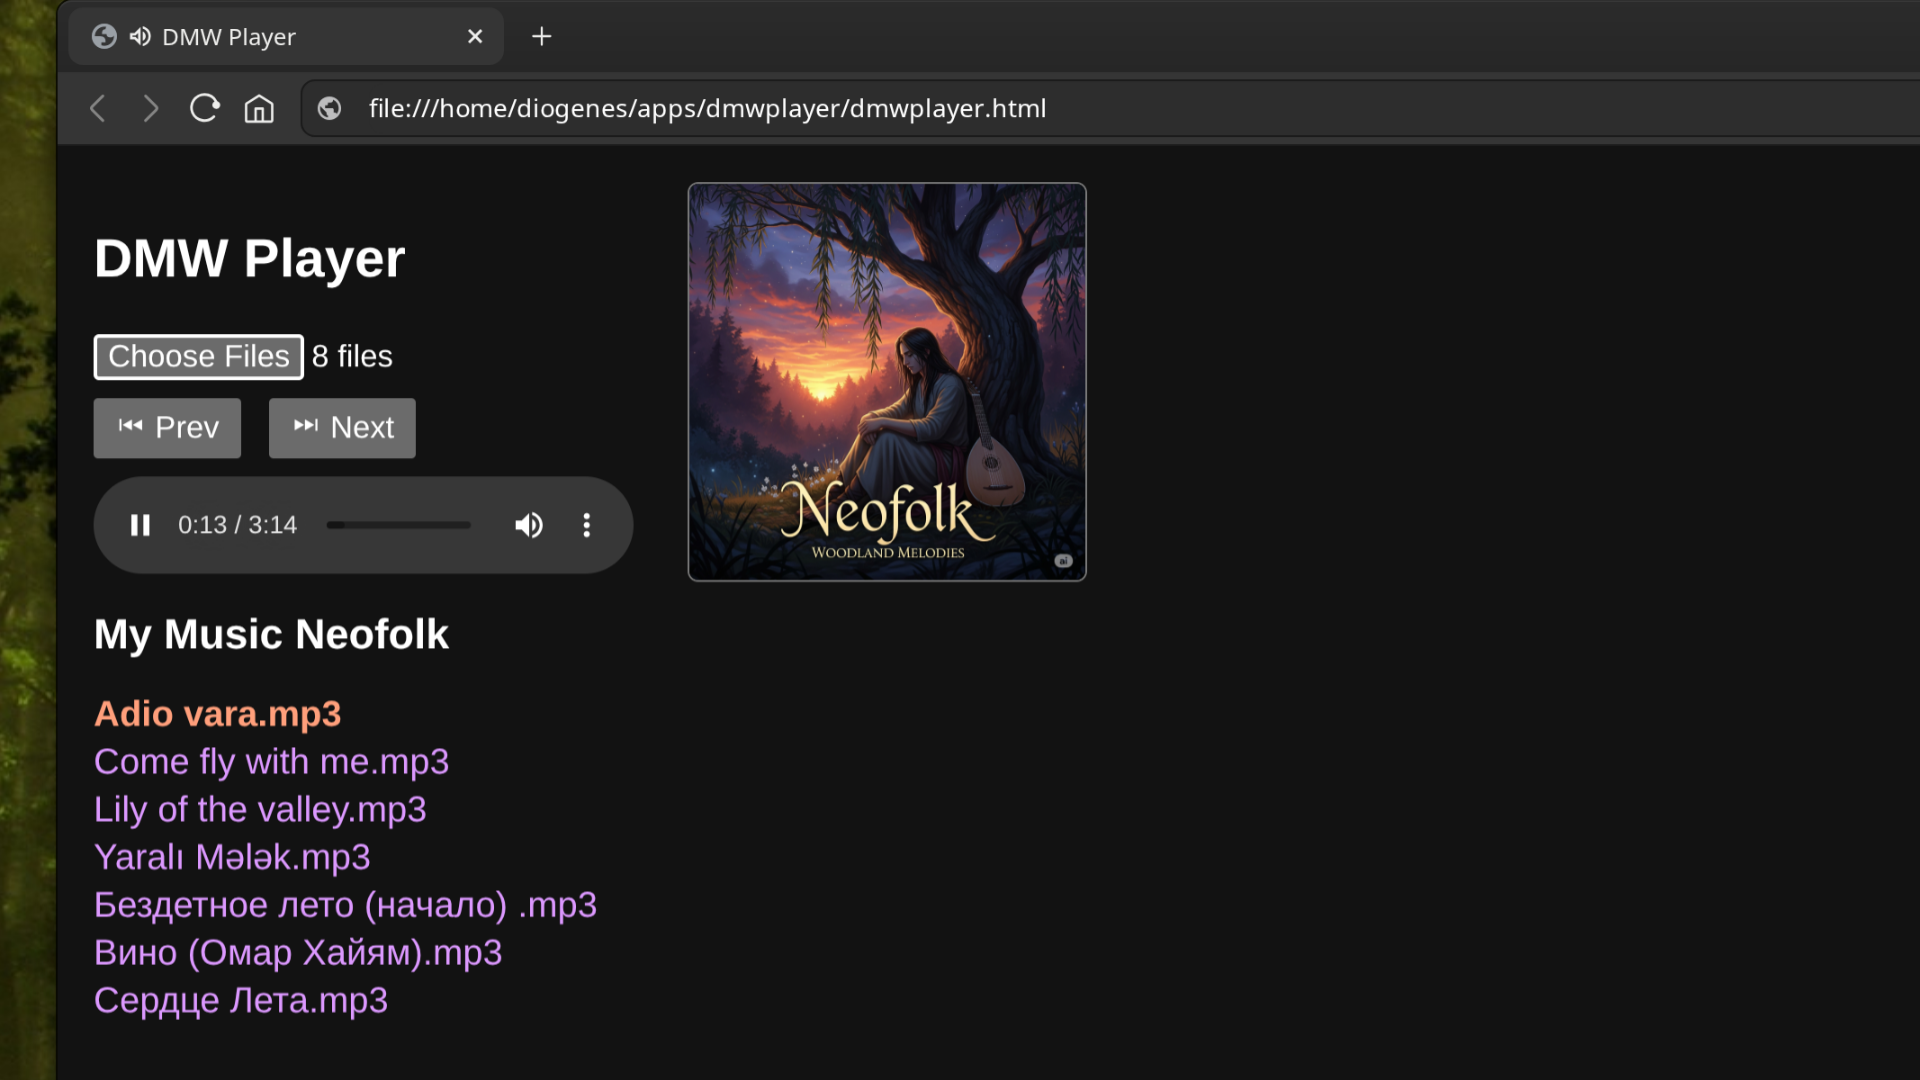 DMW Player
file:///home/diogenes/apps/dmwplayer/dmwplayer.html
DMW Player
Choose Files 8 files
Prev Next
0:13 / 3:14
Neofolk
WOODLAND MELODIES
ai
My Music Neofolk
Adio vara.mp3
Come fly with me.mp3
Lily of the valley.mp3
Yaralı Mələk.mp3
Бездетное лето (начало) .mp3
Вино (Омар Хайям).mp3
Сердце Лета.mp3